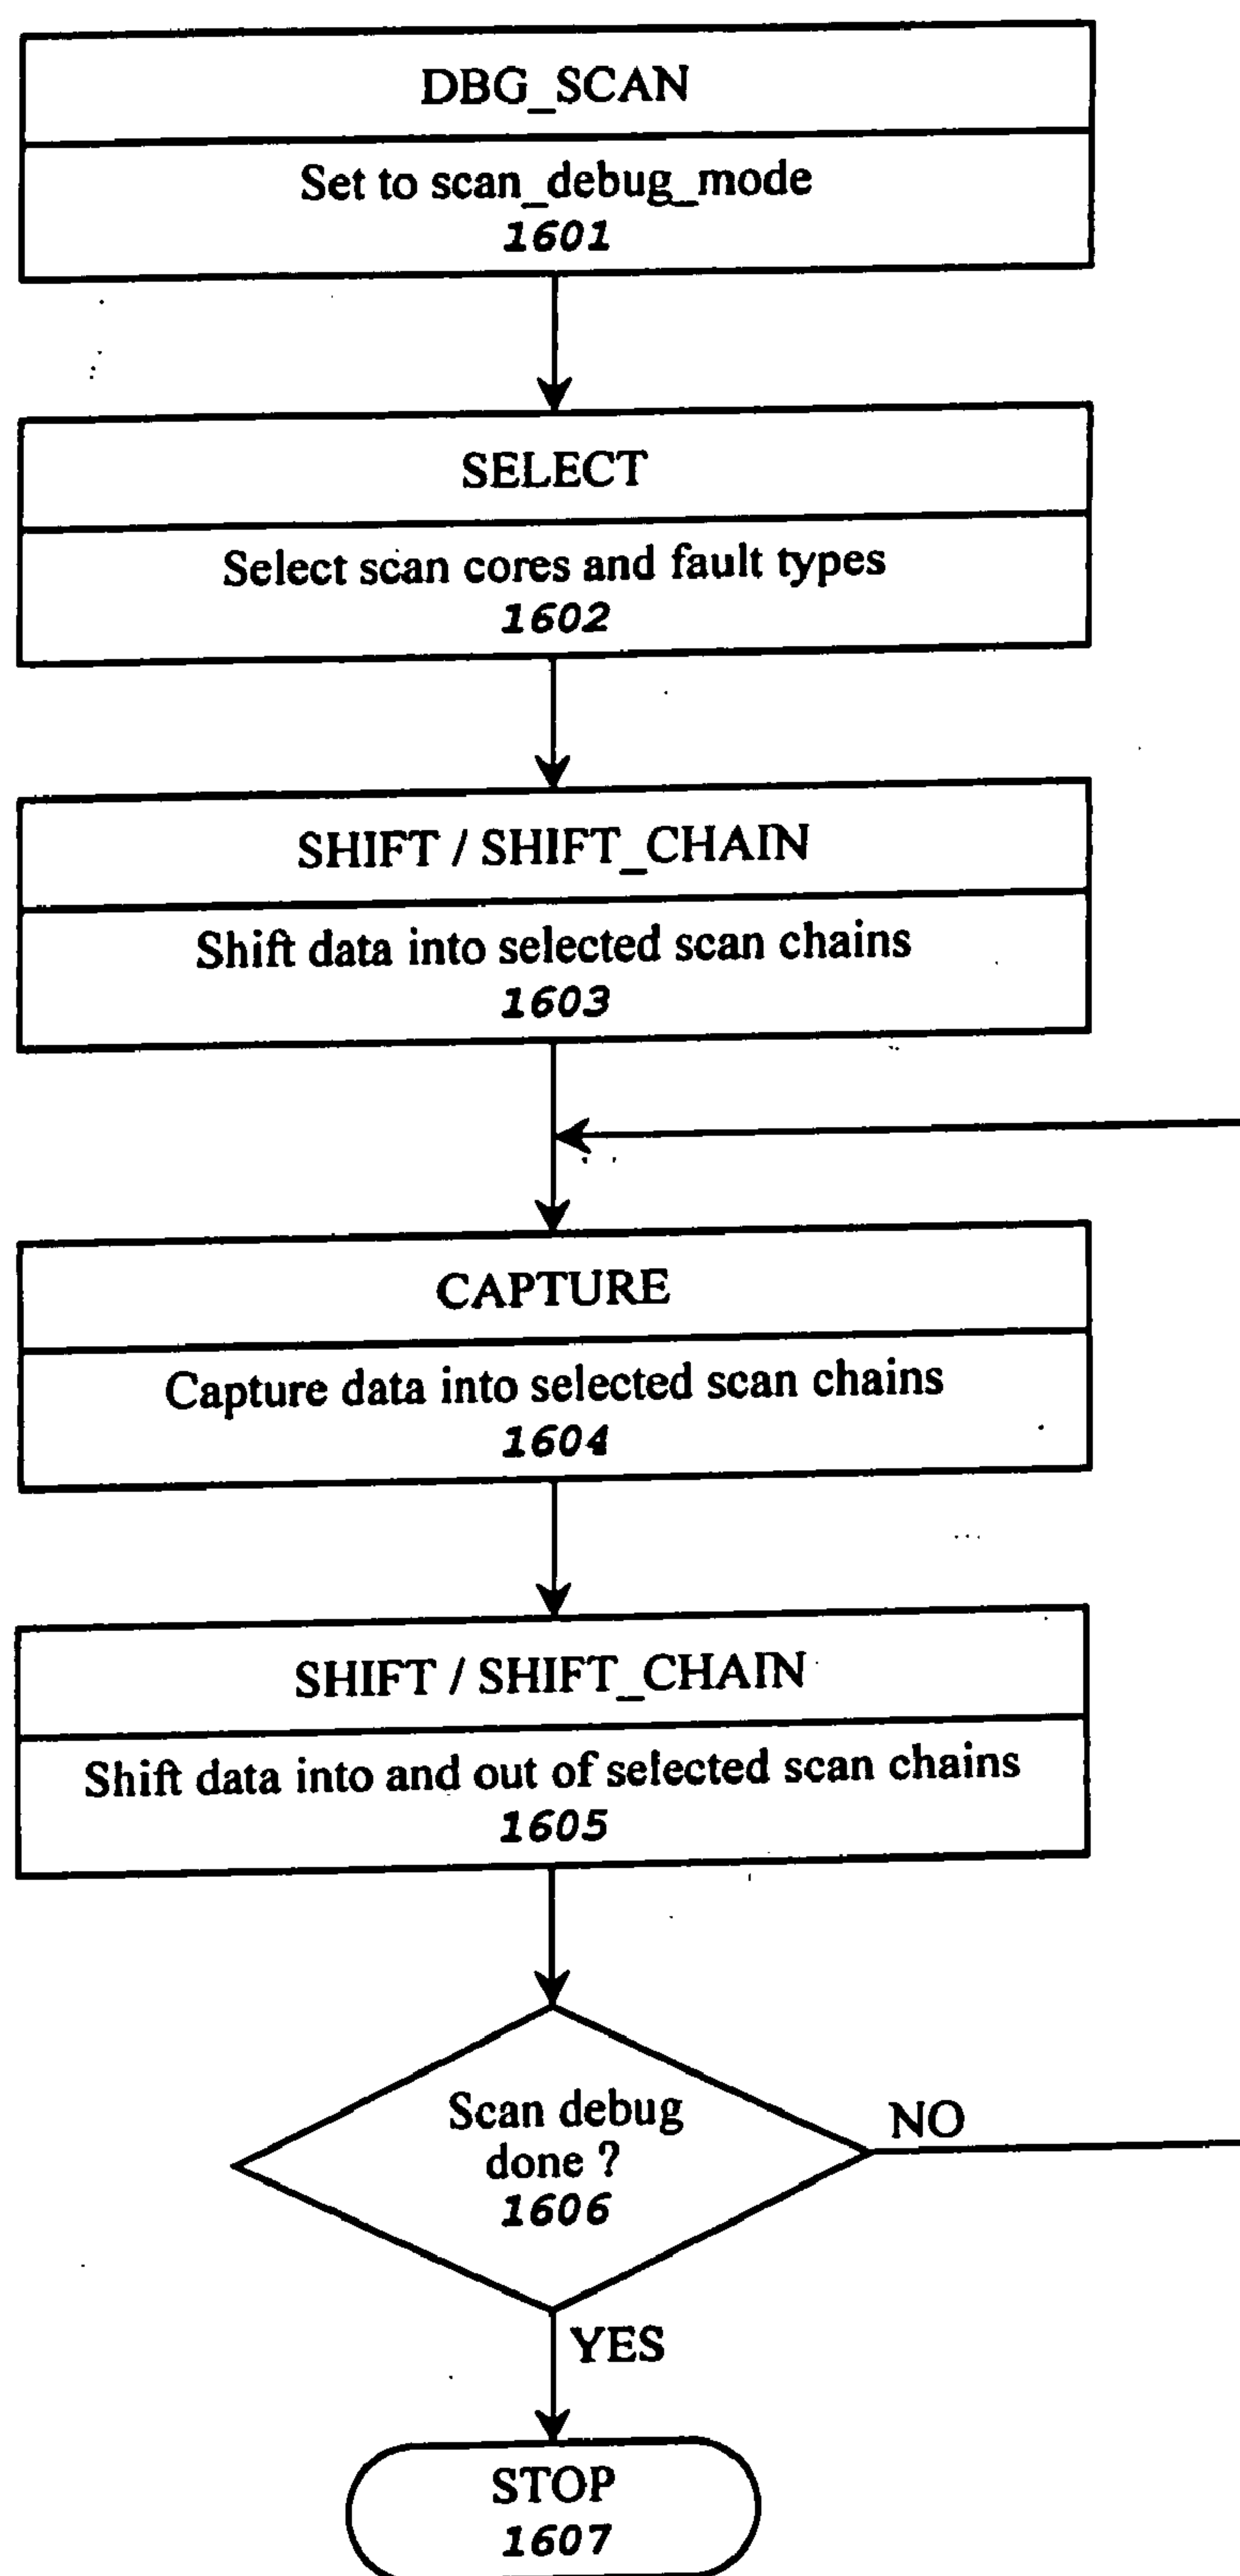 DBG_SCAN
Set to scan_debug_mode
1601
SELECT
Select scan cores and fault types
1602
SHIFT / SHIFT_CHAIN
Shift data into selected scan chains
1603
CAPTURE
Capture data into selected scan chains
1604
SHIFT / SHIFT_CHAIN
Shift data into and out of selected scan chains
1605
Scan debug
done ?
1606
NO
YES
STOP
1607